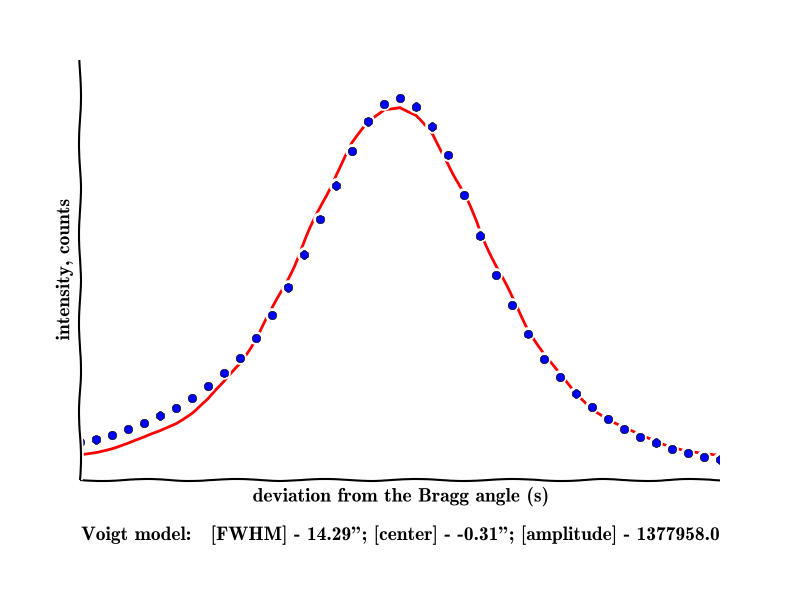 intensity, counts
deviation from the Bragg angle (s)
Voigt model: [FWHM] - 14.29”; [center] - -0.31”; [amplitude] - 1377958.0